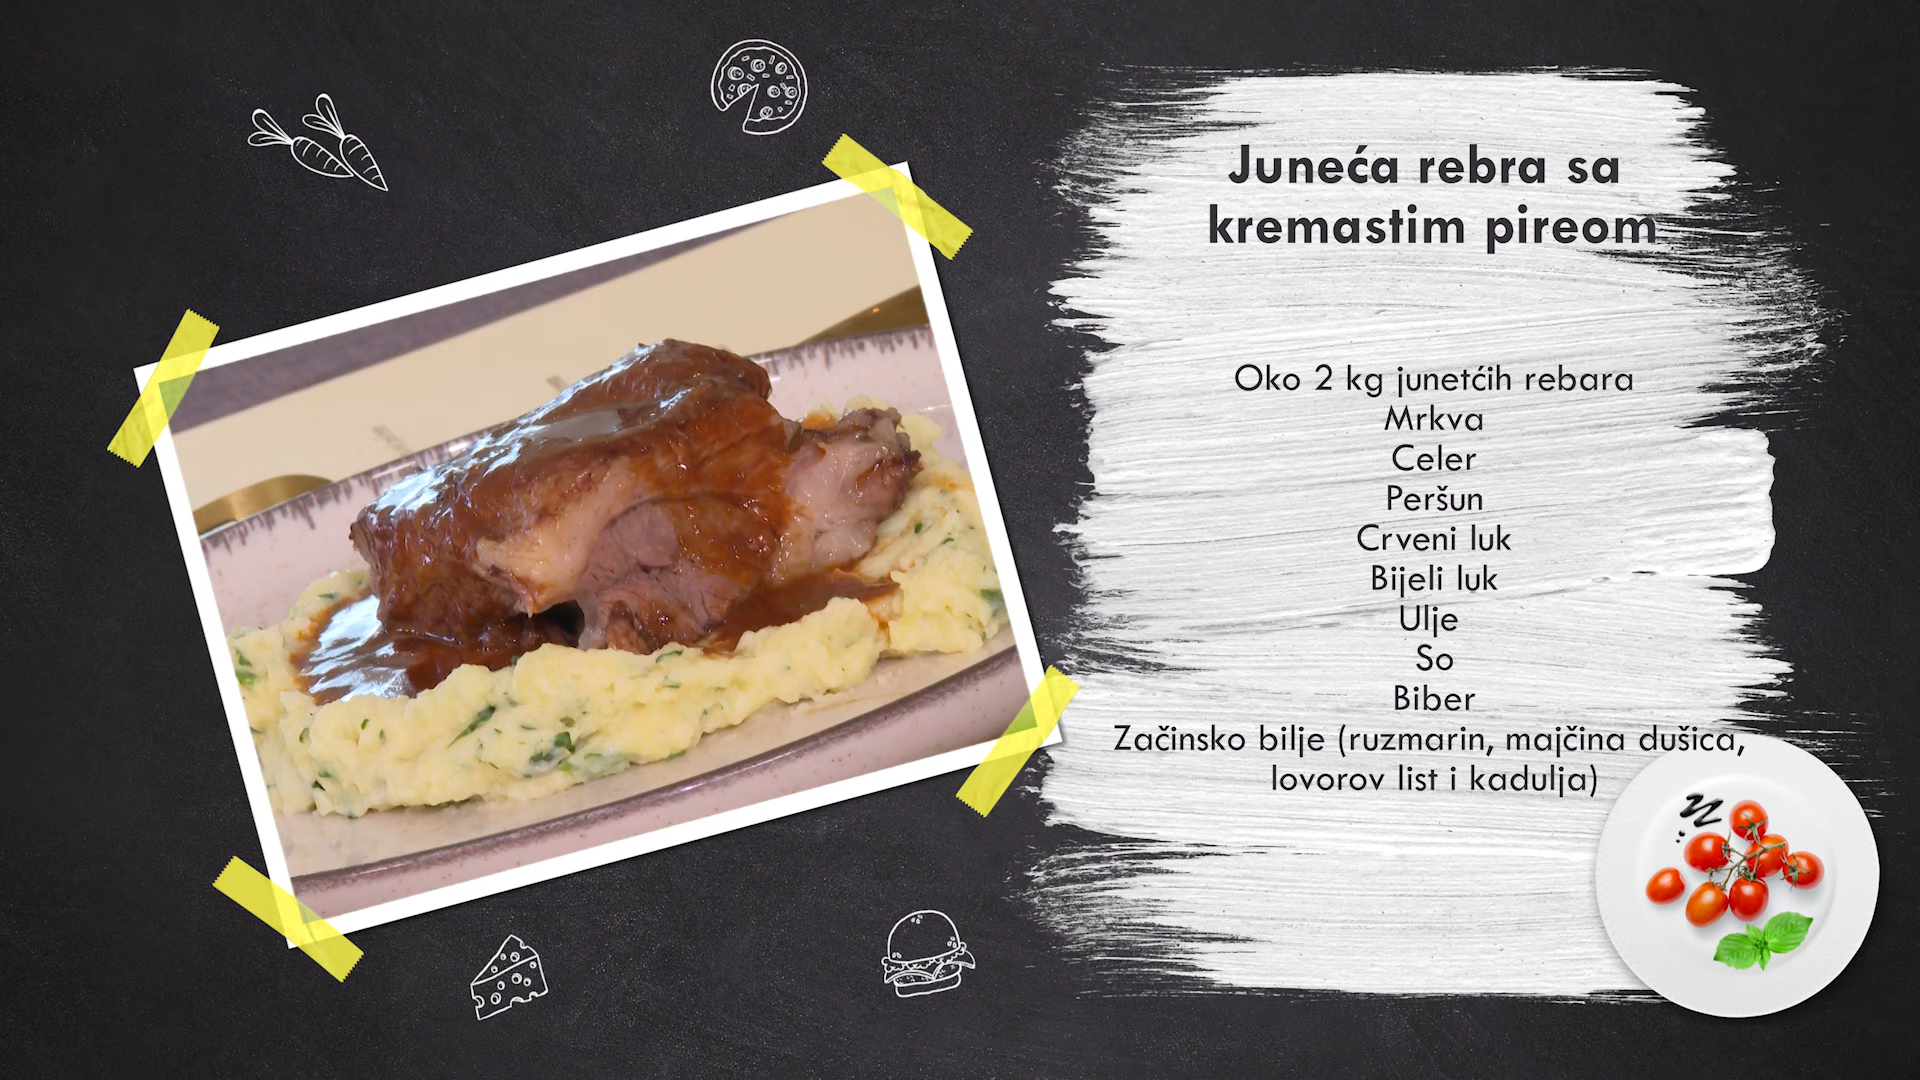 Juneća rebra sa
kremastim pireom
Oko 2 kg junetćih rebara
Mrkva
Celer
Peršun
Crveni luk
Bijeli luk
Ulje
So
Biber
Začinsko bilje (ruzmarin, majčina dušica,
lovorov list i kadulja)